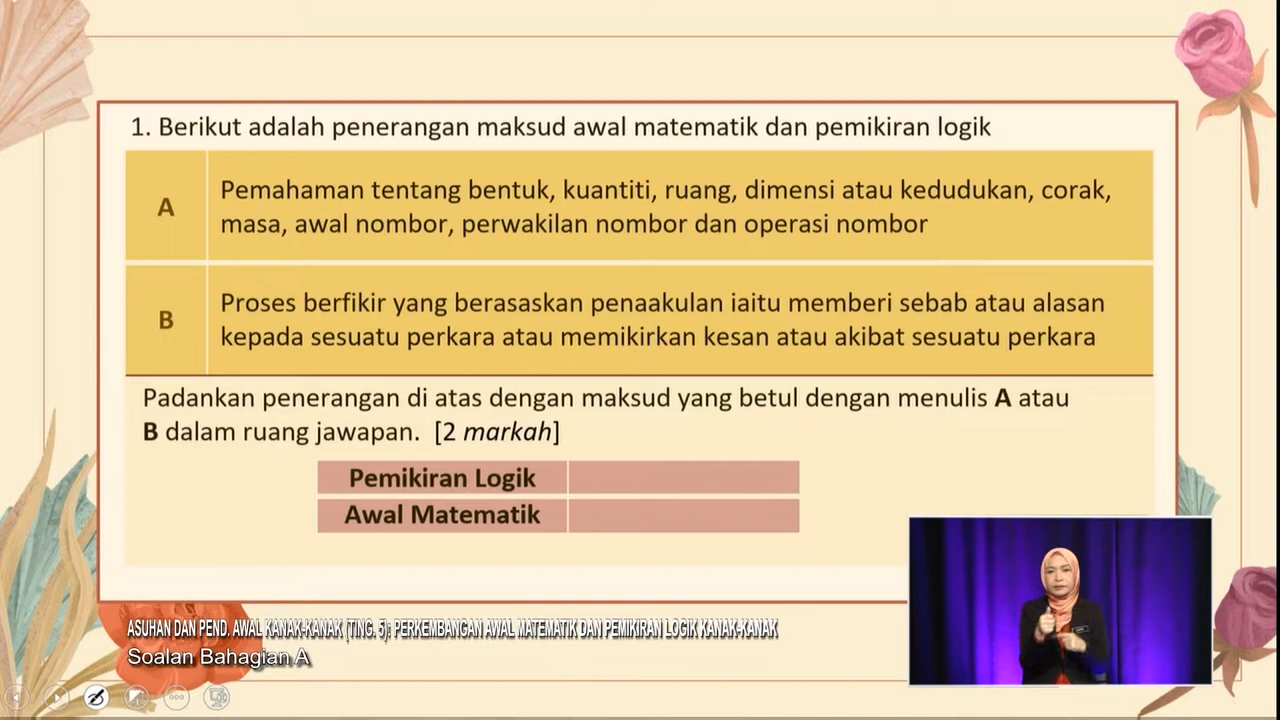 1. Berikut adalah penerangan maksud awal matematik dan pemikiran logik
A
Pemahaman tentang bentuk, kuantiti, ruang, dimensi atau kedudukan, corak,
masa, awal nombor, perwakilan nombor dan operasi nombor
B
Proses berfikir yang berasaskan penaakulan iaitu memberi sebab atau alasan
kepada sesuatu perkara atau memikirkan kesan atau akibat sesuatu perkara
Padankan penerangan di atas dengan maksud yang betul dengan menulis A atau
B dalam ruang jawapan. [2 markah]
Pemikiran Logik
Awal Matematik
ASUHAN DAN PEND. AWAL KANAK-KANAK (TING. 5): PERKEMBANGAN AWAL MATEMATIK DAN PEMIKIRAN LOGIK KANAK-KANAK
Soalan Bahagian A